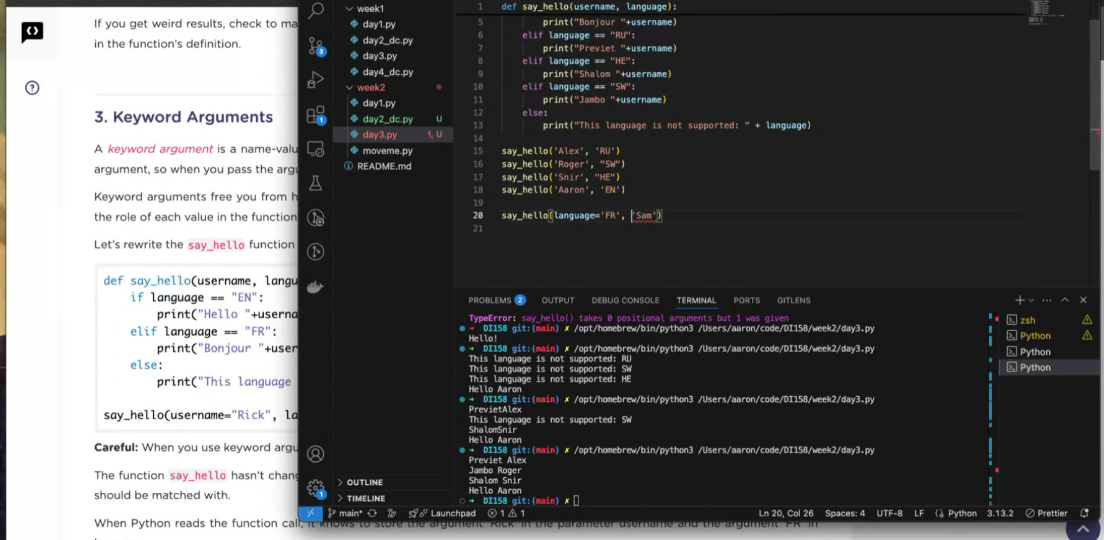 If you get weird results, check to ma
in the function's definition.
3. Keyword Arguments
A keyword argument is a name-valu
argument, so when you pass the argu
Keyword arguments free you from h
the role of each value in the function
Let's rewrite the say_hello function
def say_hello(username, langu
if language == "EN":
print("Hello "+userna
elif language == "FR":
print("Bonjour "+user
else:
print("This language
say_hello(username="Rick", la
Careful: When you use keyword argu
The function say_hello hasn't chang
should be matched with.
When Python reads the function call, it knows to store the argument 'Rick' in the parameter username and the argument 'FR' in
week1
day1.py
day2_dc.py
day3.py
day4_dc.py
week2
day1.py
day2_dc.py U
day3.py 1, U
moveme.py
README.md
OUTLINE
TIMELINE
1 def say_hello(username, language):
5 print("Bonjour "+username)
6 elif language == "RU":
7 print("Previet "+username)
8 elif language == "HE":
9 print("Shalom "+username)
10 elif language == "SW":
11 print("Jambo "+username)
12 else:
13 print("This language is not supported: " + language)
14
15 say_hello('Alex', 'RU')
16 say_hello('Roger', "SW")
17 say_hello('Snir', "HE")
18 say_hello('Aaron', 'EN')
19
20 say_hello(language='FR', 'Sam')
21
PROBLEMS 2 OUTPUT DEBUG CONSOLE TERMINAL PORTS GITLENS
TypeError: say_hello() takes 0 positional arguments but 1 was given
DI158 git:(main) ✗ /opt/homebrew/bin/python3 /Users/aaron/code/DI158/week2/day3.py
Hello!
DI158 git:(main) ✗ /opt/homebrew/bin/python3 /Users/aaron/code/DI158/week2/day3.py
This language is not supported: RU
This language is not supported: SW
This language is not supported: HE
Hello Aaron
DI158 git:(main) ✗ /opt/homebrew/bin/python3 /Users/aaron/code/DI158/week2/day3.py
PrevietAlex
This language is not supported: SW
ShalomSnir
Hello Aaron
DI158 git:(main) ✗ /opt/homebrew/bin/python3 /Users/aaron/code/DI158/week2/day3.py
Previet Alex
Jambo Roger
Shalom Snir
Hello Aaron
DI158 git:(main) ✗
zsh
Python
Python
Python
main* Launchpad 1 1 Ln 20, Col 26 Spaces: 4 UTF-8 LF Python 3.13.2 Prettier